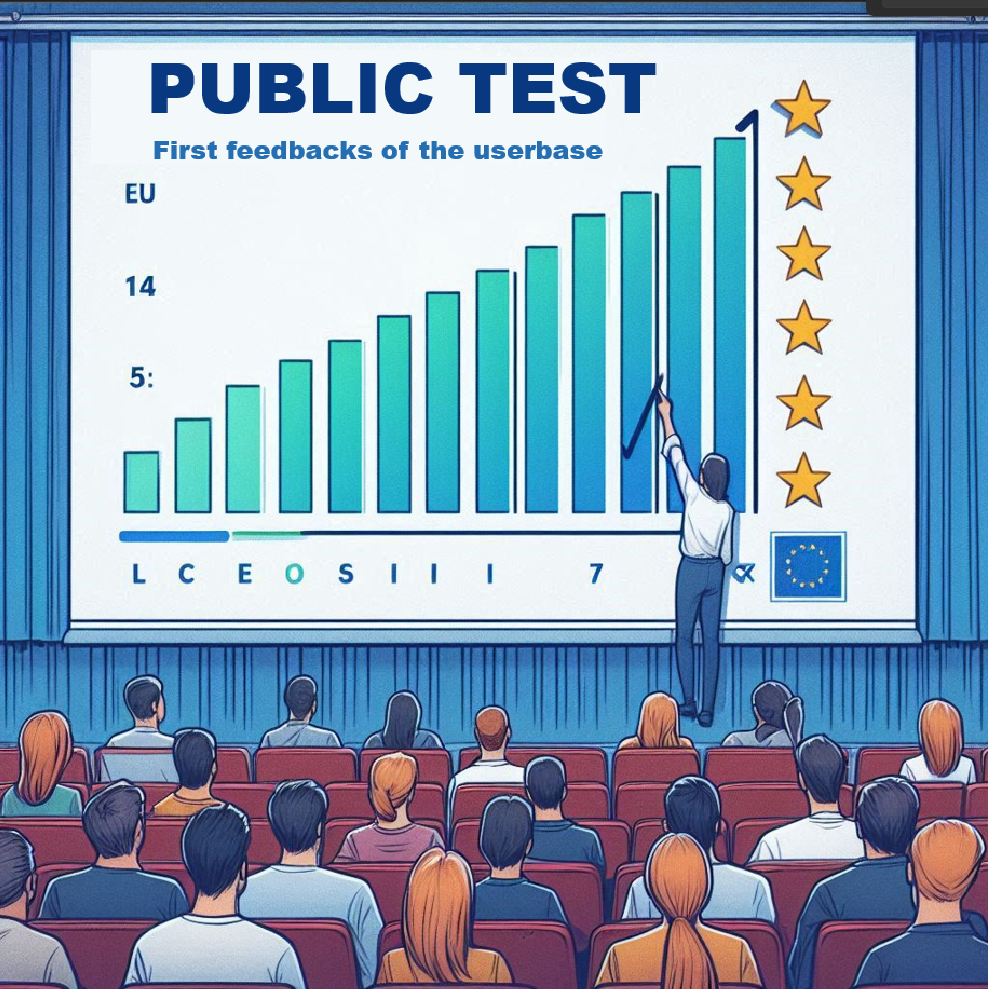 PUBLIC TEST
First feedbacks of the userbase
EU
14
5:
L C E O S I I I 7